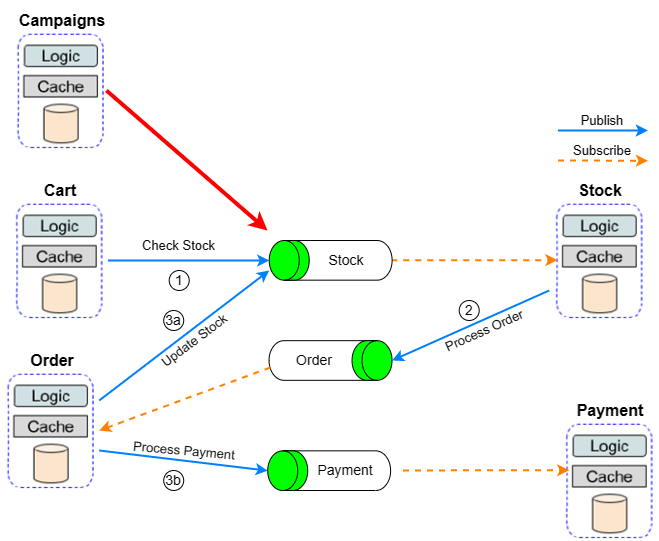 Campaigns
Logic
Cache
Publish
Subscribe
Cart
Logic
Cache
Check Stock
1
Stock
Stock
Logic
Cache
3a
Update Stock
2
Process Order
Order
Order
Logic
Cache
Process Payment
3b
Payment
Payment
Logic
Cache